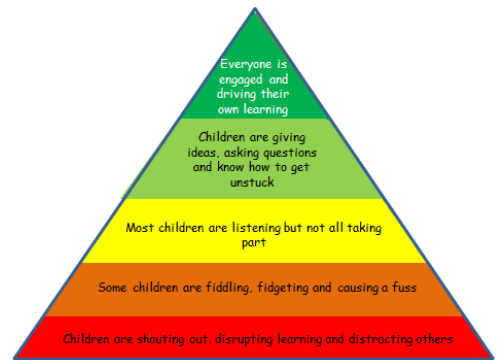 Everyone is
engaged and
driving their
own learning
Children are giving
ideas, asking questions
and know how to get
unstuck
Most children are listening but not all taking
part
Some children are fiddling, fidgeting and causing a fuss
Children are shouting out, disrupting learning and distracting others